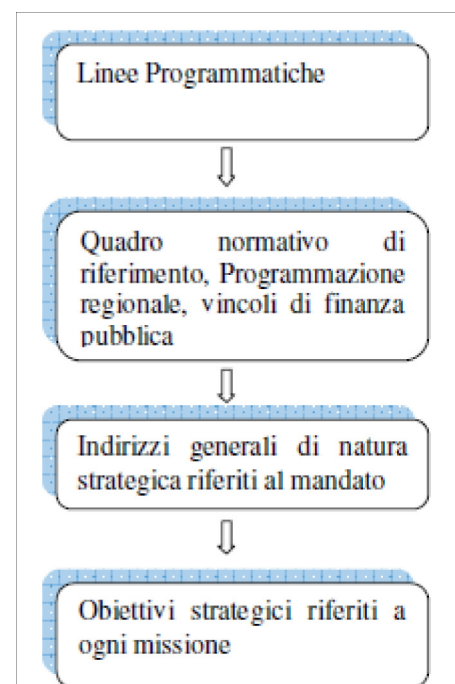 Linee Programmatiche
Quadro normativo di
riferimento, Programmazione
regionale, vincoli di finanza
pubblica
Indirizzi generali di natura
strategica riferiti al mandato
Obiettivi strategici riferiti a
ogni missione